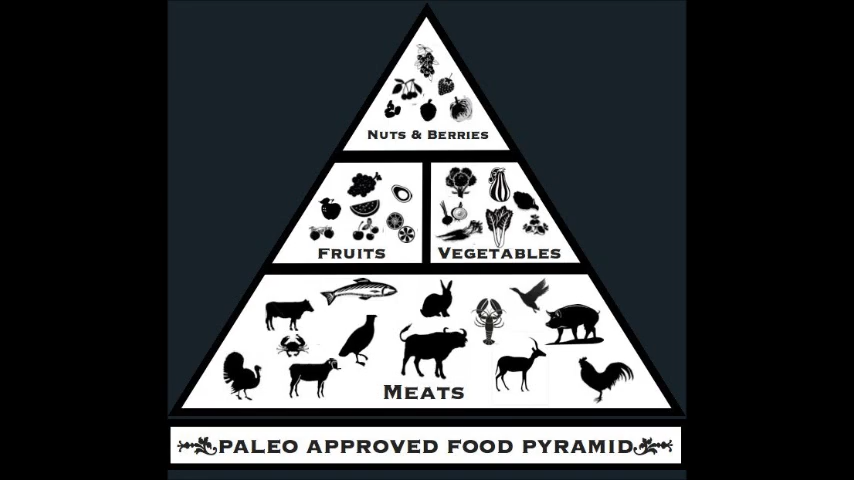 NUTS & BERRIES
FRUITS
VEGETABLES
MEATS
PALEO APPROVED FOOD PYRAMID